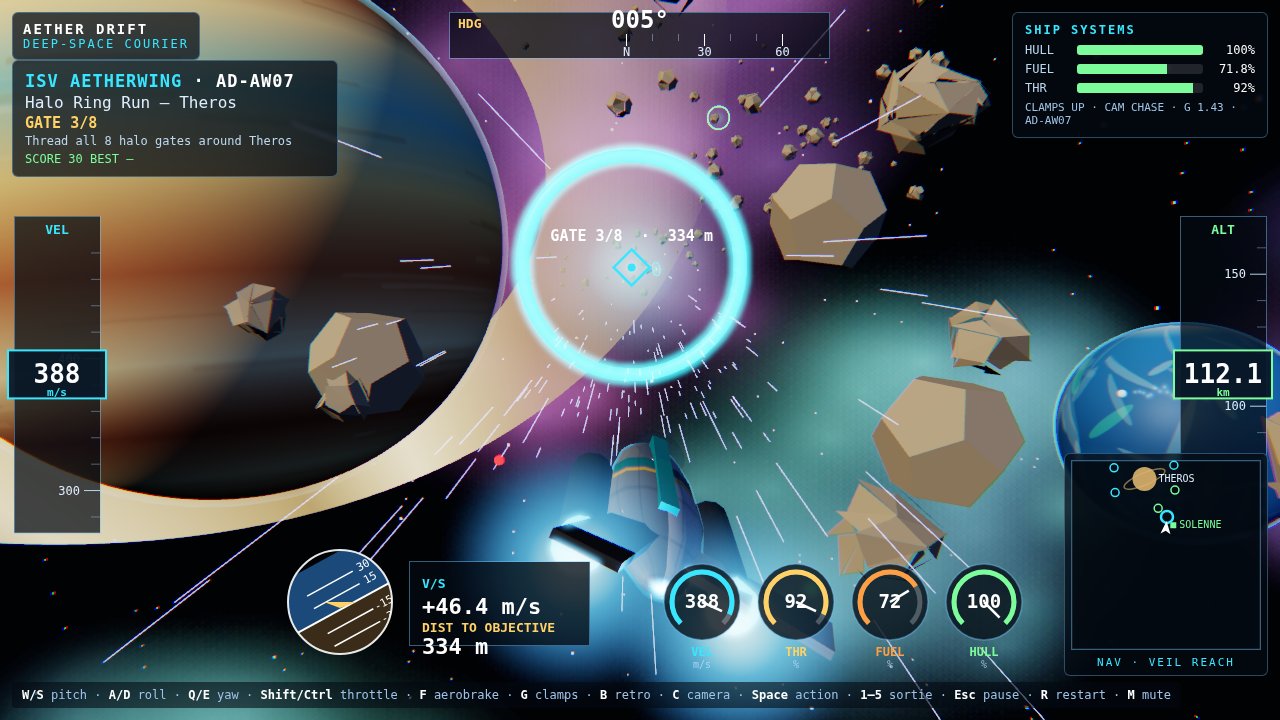 AETHER DRIFT
DEEP-SPACE COURIER
ISV AETHERWING · AD-AW07
Halo Ring Run — Theros
GATE 3/8
Thread all 8 halo gates around Theros
SCORE 30 BEST —
HDG
005°
N 30 60
SHIP SYSTEMS
HULL 100%
FUEL 71.8%
THR 92%
CLAMPS UP · CAM CHASE · G 1.43 ·
AD-AW07
GATE 3/8 · 334 m
VEL
388
m/s
300
ALT
150
112.1
km
100
THEROS
SOLENNE
NAV · VEIL REACH
30
15
-15
V/S
+46.4 m/s
DIST TO OBJECTIVE
334 m
388
VEL
m/s
92
THR
%
72
FUEL
%
100
HULL
%
W/S pitch · A/D roll · Q/E yaw · Shift/Ctrl throttle · F aerobrake · G clamps · B retro · C camera · Space action · 1—5 sortie · Esc pause · R restart · M mute